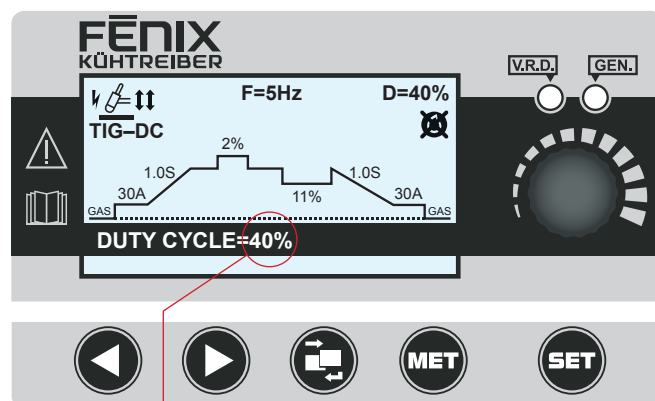 FĒNIX
KÜHTREIBER
V.R.D. GEN.
F=5Hz D=40%
TIG–DC
2%
1.0S 1.0S
30A 11% 30A
GAS GAS
DUTY CYCLE=40%
MET SET